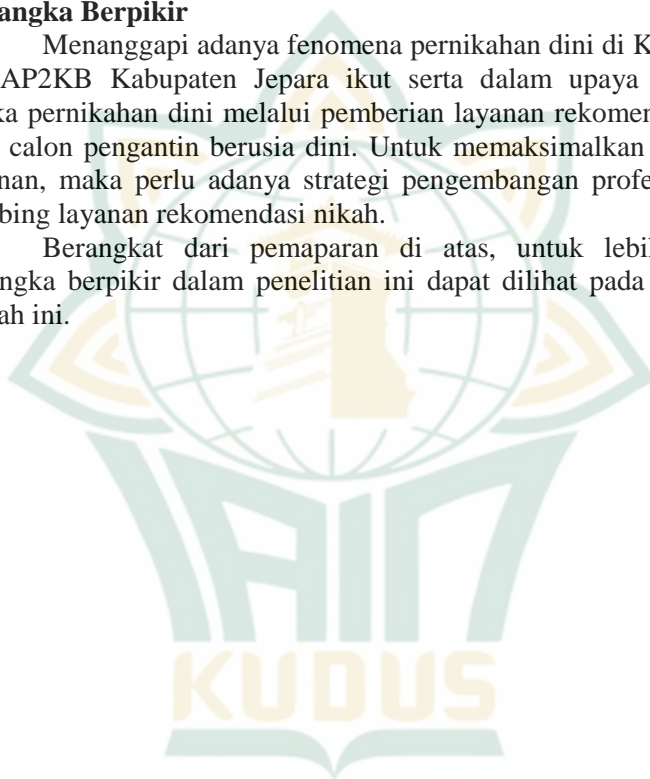 angka Berpikir
Menanggapi adanya fenomena pernikahan dini di K
AP2KB Kabupaten Jepara ikut serta dalam upaya
ka pernikahan dini melalui pemberian layanan rekomen
calon pengantin berusia dini. Untuk memaksimalkan
nan, maka perlu adanya strategi pengembangan profe
bing layanan rekomendasi nikah.
Berangkat dari pemaparan di atas, untuk lebi
ngka berpikir dalam penelitian ini dapat dilihat pada
ah ini.
IAIN
KUDUS